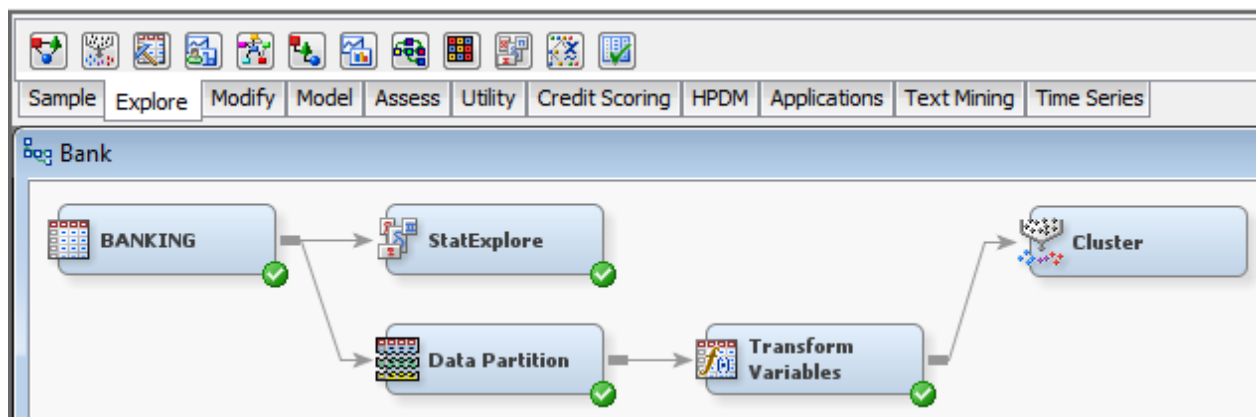 Sample Explore Modify Model Assess Utility Credit Scoring HPDM Applications Text Mining Time Series
Bank
BANKING
StatExplore
Cluster
Data Partition
Transform
Variables